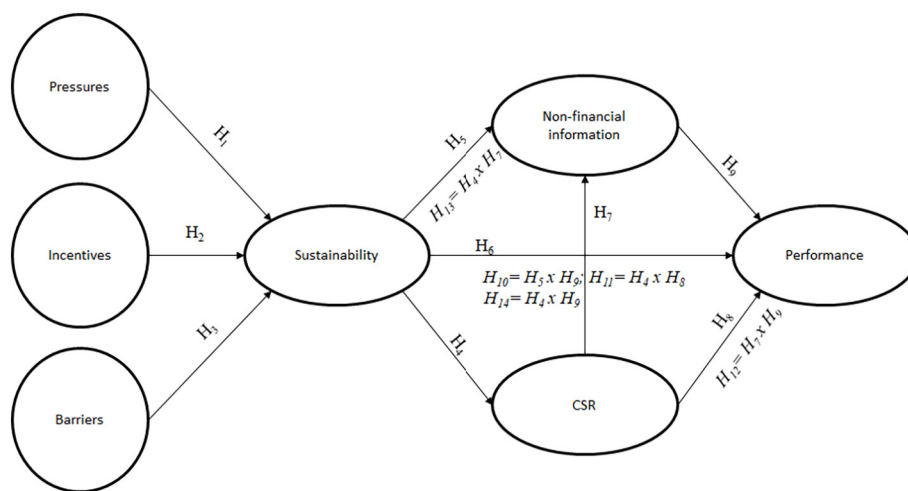 Pressures
H₁
Incentives
H₂
Barriers
H₃
Sustainability
H₅
H₁₃ = H₄ x H₇
Non-financial
information
H₉
H₇
H₆
H₁₀ = H₅ x H₉; H₁₁ = H₄ x H₈
H₁₄ = H₄ x H₉
Performance
H₄
CSR
H₈
H₁₂ = H₇ x H₉